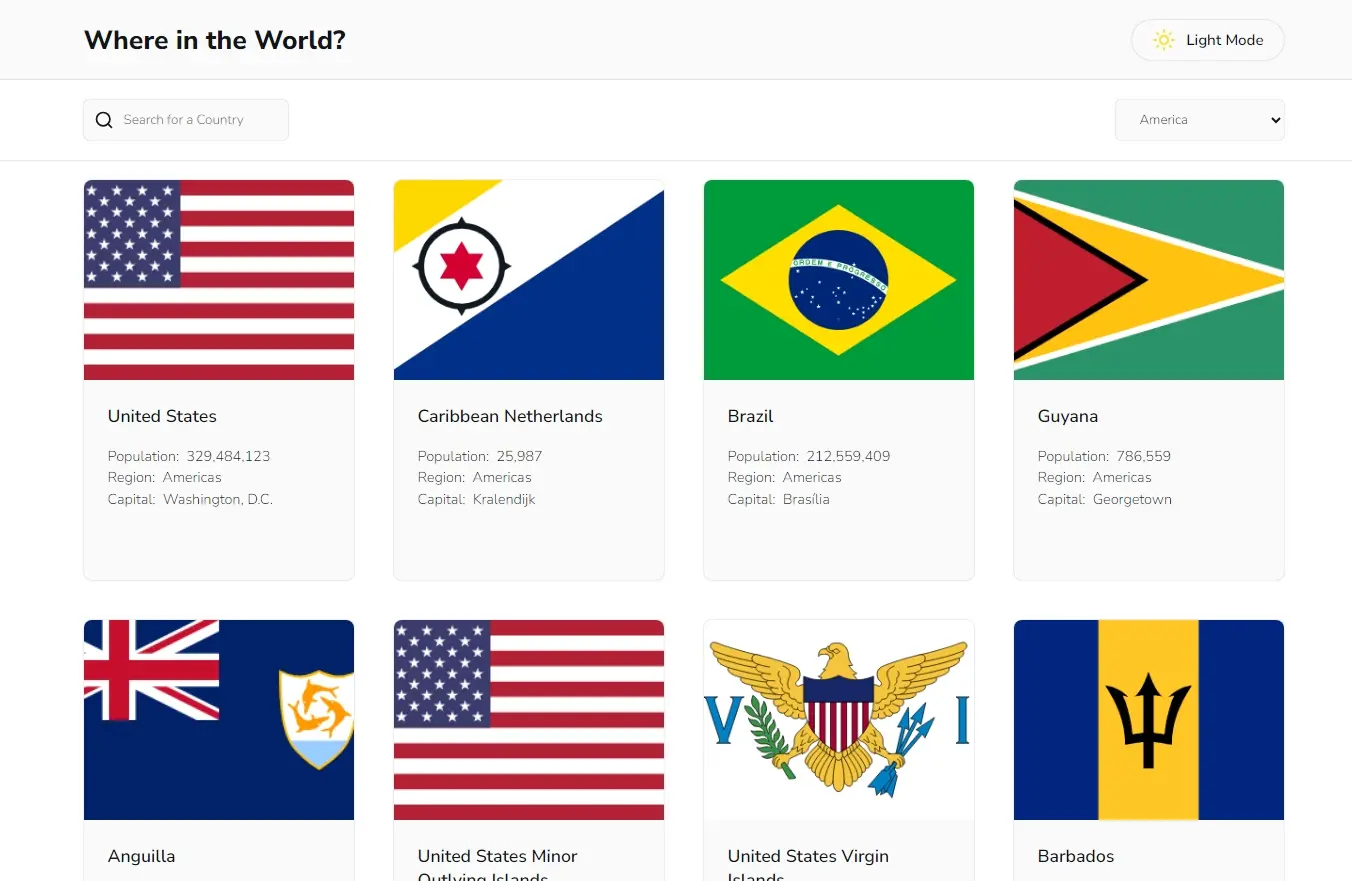 Where in the World?
Light Mode
Search for a Country
America
ORDEM E PROGRESSO
United States
Population: 329,484,123
Region: Americas
Capital: Washington, D.C.
Caribbean Netherlands
Population: 25,987
Region: Americas
Capital: Kralendijk
Brazil
Population: 212,559,409
Region: Americas
Capital: Brasília
Guyana
Population: 786,559
Region: Americas
Capital: Georgetown
V I
Anguilla
United States Minor
Outlying Islands
United States Virgin
Islands
Barbados